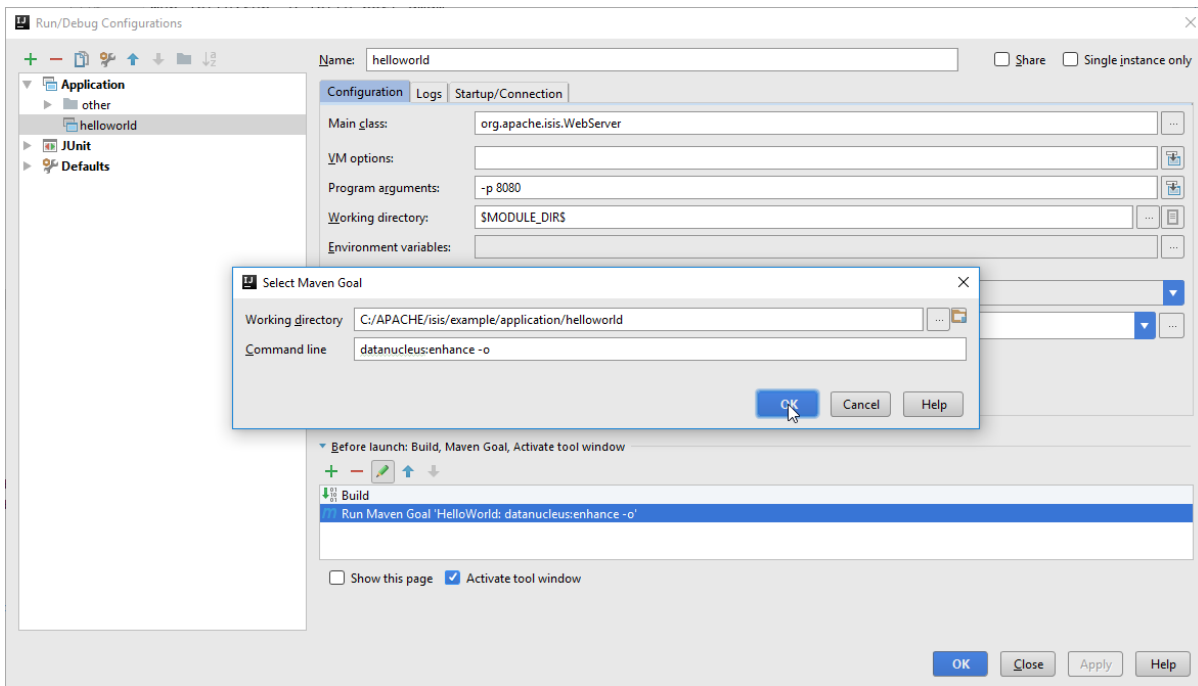 Run/Debug Configurations
Name: helloworld
Share
Single instance only
Application
other
helloworld
JUnit
Defaults
Configuration
Logs
Startup/Connection
Main class: org.apache.isis.WebServer
VM options:
Program arguments: -p 8080
Working directory: $MODULE_DIR$
Environment variables:
Select Maven Goal
Working directory C:/APACHE/isis/example/application/helloworld
Command line datanucleus:enhance -o
OK Cancel Help
Before launch: Build, Maven Goal, Activate tool window
Build
Run Maven Goal 'HelloWorld: datanucleus:enhance -o'
Show this page Activate tool window
OK Close Apply Help